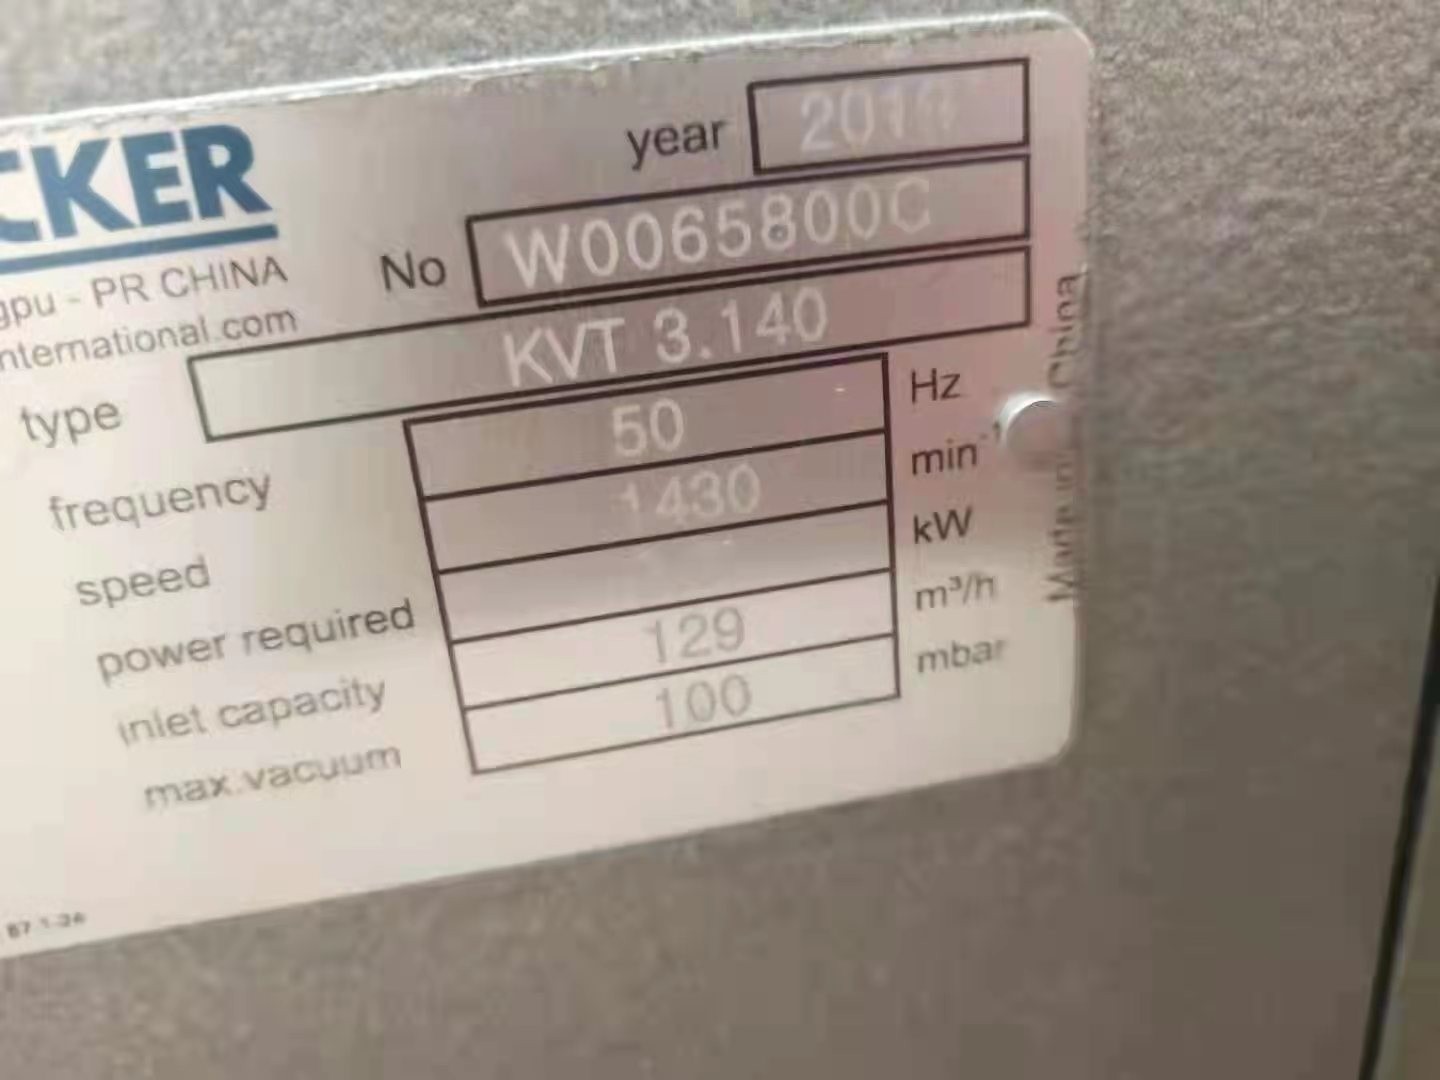 year
CKER
No W0065800C
gpu - PR CHINA
nternational.com
type KVT 3.140
frequency 50 Hz
speed 1430 min⁻¹
power required kW
inlet capacity 129 m³/h
max.vacuum 100 mbar
Made in China